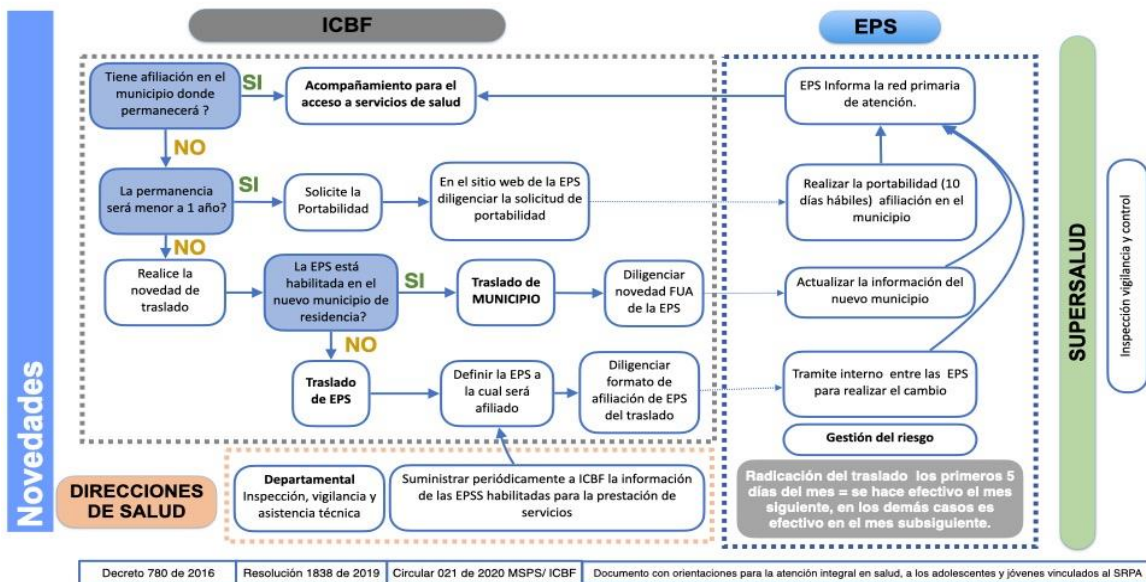 ICBF
EPS
Tiene afiliación en el
municipio donde
permanecerá ?
SI
Acompañamiento para el
acceso a servicios de salud
EPS Informa la red primaria
de atención.
NO
La permanencia
será menor a 1 año?
SI
Solicite la
Portabilidad
En el sitio web de la EPS
diligenciar la solicitud de
portabilidad
Realizar la portabilidad (10
días hábiles) afiliación en el
municipio
NO
Realice la
novedad de
traslado
La EPS está
habilitada en el
nuevo municipio de
residencia?
SI
Traslado de
MUNICIPIO
Diligenciar
novedad FUA
de la EPS
Actualizar la información del
nuevo municipio
NO
Traslado
de EPS
Definir la EPS a
la cual será
afiliado
Diligenciar
formato de
afiliación de EPS
del traslado
Tramite interno entre las EPS
para realizar el cambio
Gestión del riesgo
Radicación del traslado los primeros 5
días del mes = se hace efectivo el mes
siguiente, en los demás casos es
efectivo en el mes subsiguiente.
DIRECCIONES
DE SALUD
Departamental
Inspección, vigilancia y
asistencia técnica
Suministrar periódicamente a ICBF la información
de las EPSS habilitadas para la prestación de
servicios
Novedades
SUPERSALUD
Inspección vigilancia y control
Decreto 780 de 2016
Resolución 1838 de 2019
Circular 021 de 2020 MSPS/ ICBF
Documento con orientaciones para la atención integral en salud, a los adolescentes y jóvenes vinculados al SRPA